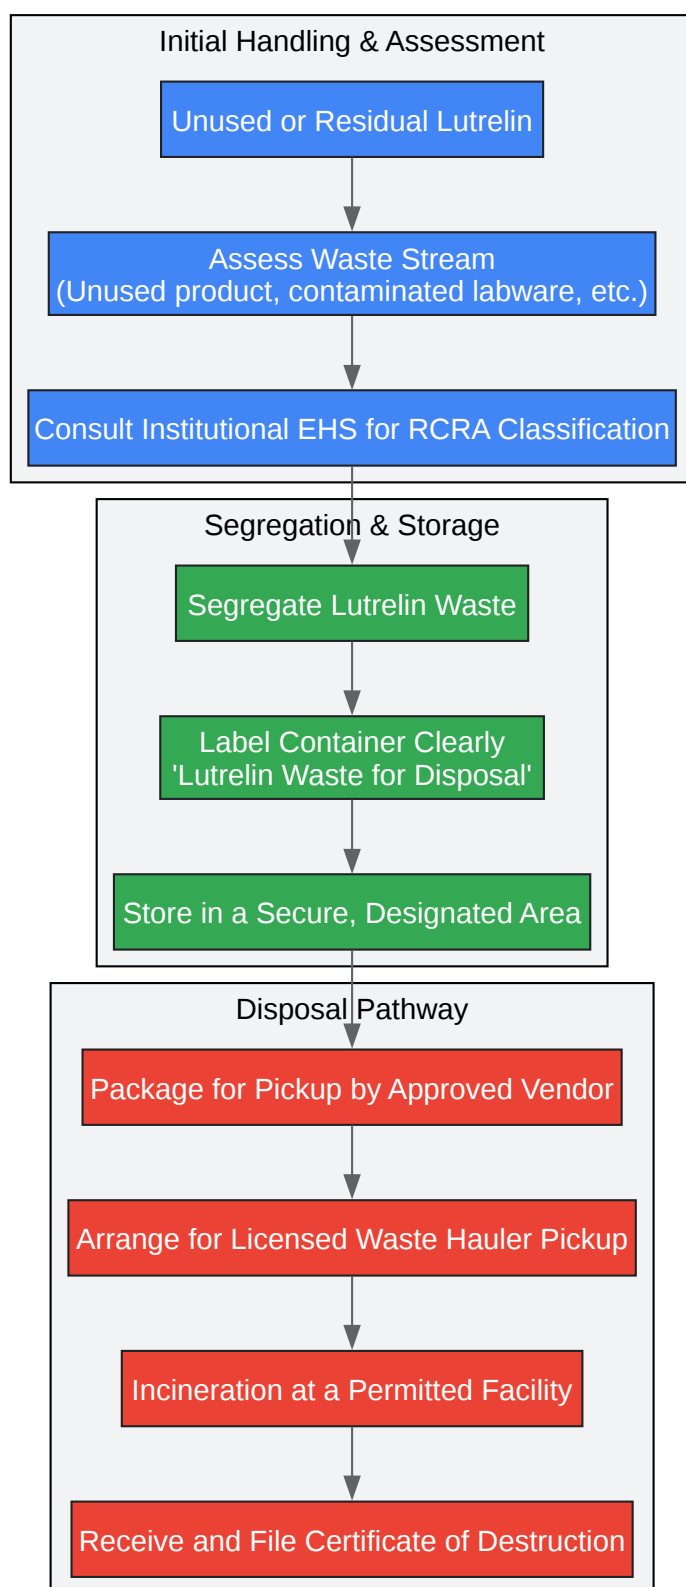 Initial Handling & Assessment
Unused or Residual Lutrelin
Assess Waste Stream
(Unused product, contaminated labware, etc.)
Consult Institutional EHS for RCRA Classification
Segregation & Storage
Segregate Lutrelin Waste
Label Container Clearly
'Lutrelin Waste for Disposal'
Store in a Secure, Designated Area
Disposal Pathway
Package for Pickup by Approved Vendor
Arrange for Licensed Waste Hauler Pickup
Incineration at a Permitted Facility
Receive and File Certificate of Destruction